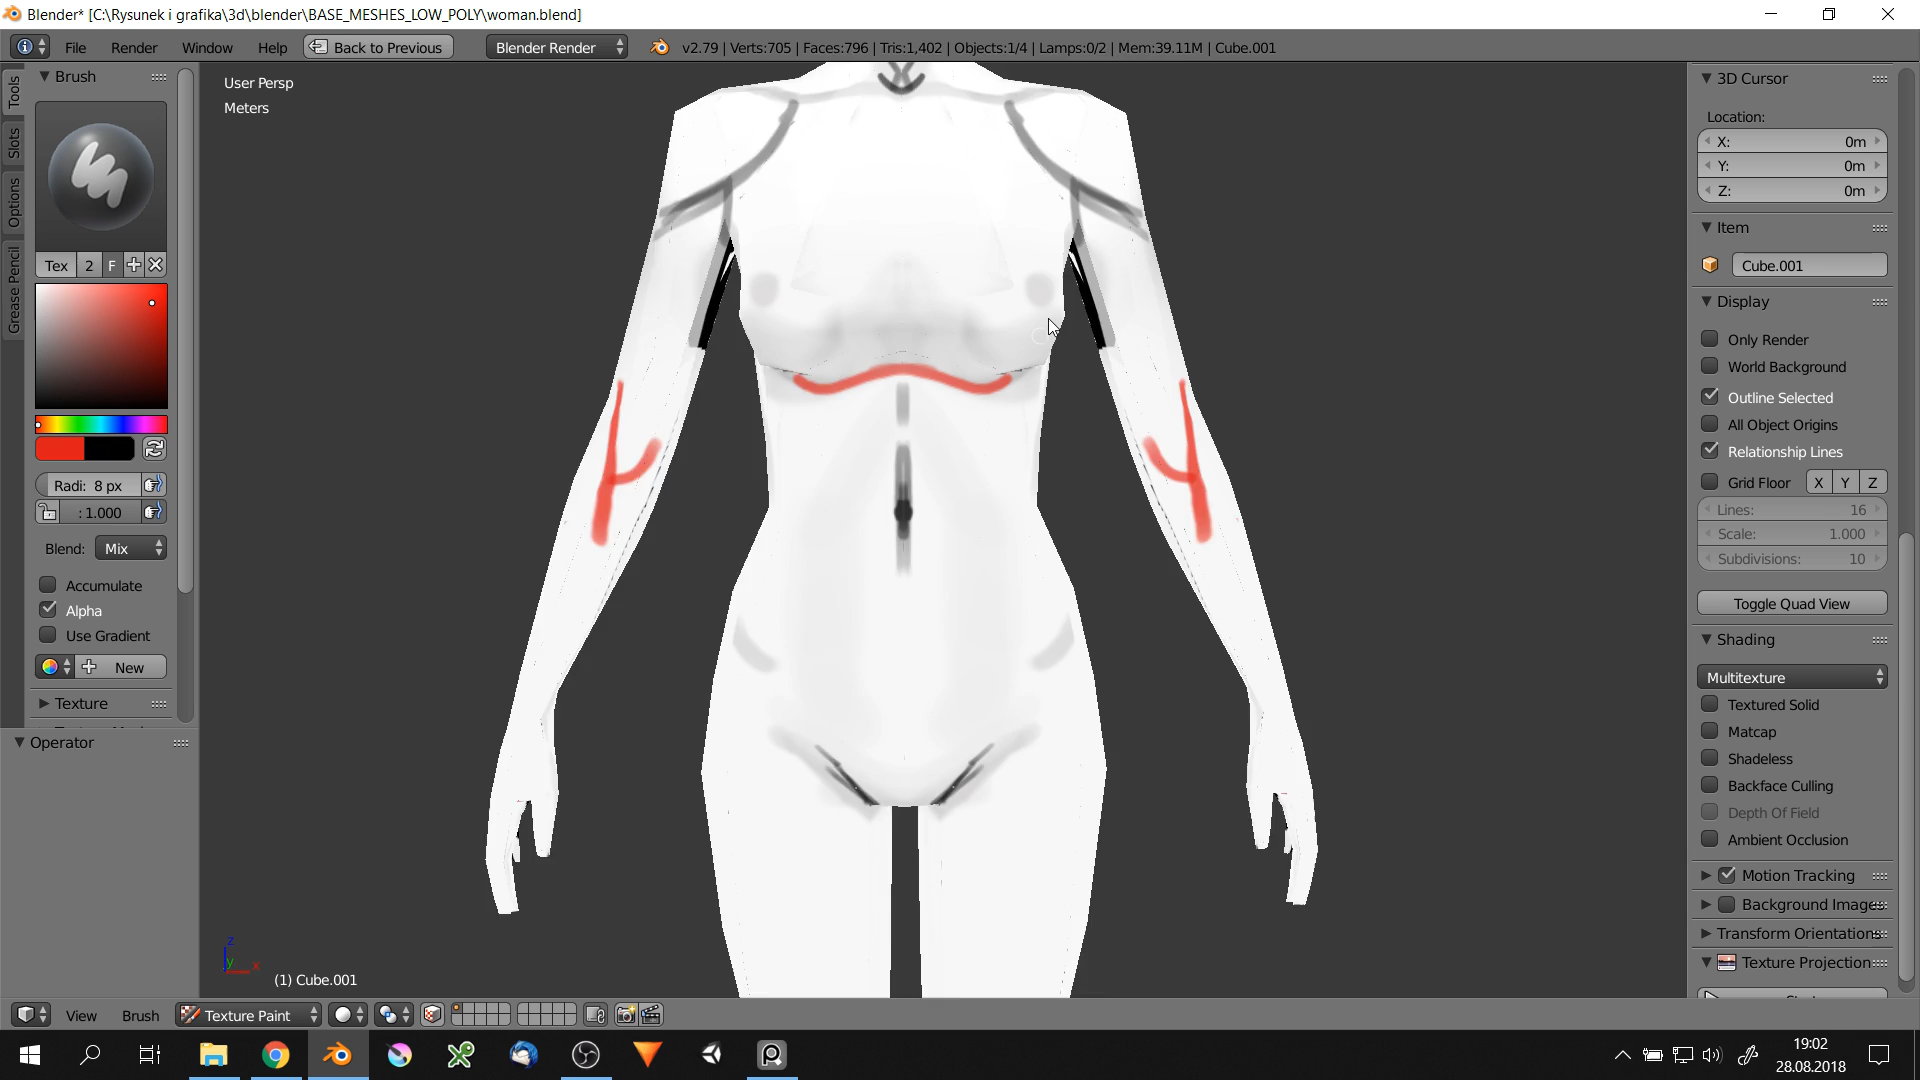 Blender* [C:\Rysunek i grafika\3d\blender\BASE_MESHES_LOW_POLY\woman.blend]
File Render Window Help Back to Previous Blender Render v2.79 | Verts:705 | Faces:796 | Tris:1,402 | Objects:1/4 | Lamps:0/2 | Mem:39.11M | Cube.001
Tools
Slots
Options
Grease Pencil
Brush
Tex 2 F
Radi: 8 px
: 1.000
Blend: Mix
Accumulate
Alpha
Use Gradient
New
Texture
Operator
User Persp
Meters
z
y x
(1) Cube.001
3D Cursor
Location:
X: 0m
Y: 0m
Z: 0m
Item
Cube.001
Display
Only Render
World Background
Outline Selected
All Object Origins
Relationship Lines
Grid Floor X Y Z
Lines: 16
Scale: 1.000
Subdivisions: 10
Toggle Quad View
Shading
Multitexture
Textured Solid
Matcap
Shadeless
Backface Culling
Depth Of Field
Ambient Occlusion
Motion Tracking
Background Images
Transform Orientations
Texture Projection
View Brush Texture Paint
19:02
28.08.2018